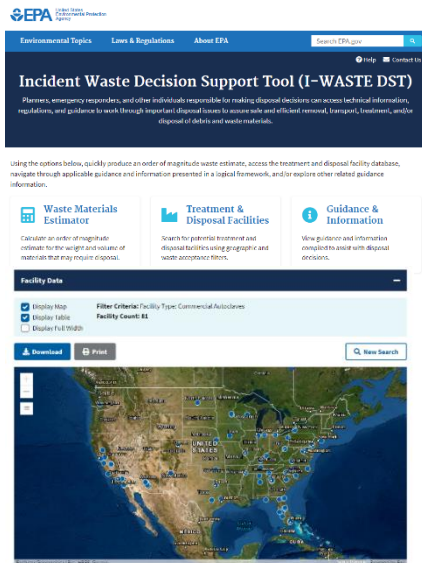 EPA United States Environmental Protection Agency
Environmental Topics Laws & Regulations About EPA Search EPA.gov
Help Contact Us
Incident Waste Decision Support Tool (I-WASTE DST)
Planners, emergency responders, and other individuals responsible for making disposal decisions can access technical information,
regulations, and guidance to work through important disposal issues to assure safe and efficient removal, transport, treatment, and/or
disposal of debris and waste materials.
Using the options below, quickly produce an order of magnitude waste estimate, access the treatment and disposal facility database,
navigate through applicable guidance and information presented in a logical framework, and/or explore other related guidance
information.
Waste Materials
Estimator
Calculate an order of magnitude
estimate for the weight and volume of
materials that may require disposal.
Treatment &
Disposal Facilities
Search for potential treatment and
disposal facilities using geographic and
waste acceptance filters.
Guidance &
Information
View guidance and information
compiled to assist with disposal
decisions.
Facility Data
Display Map
Display Table
Display Full Width
Filter Criteria: Facility Type: Commercial Autoclaves
Facility Count: 81
Download Print New Search
UNITED
STATES
MEXICO
CUBA